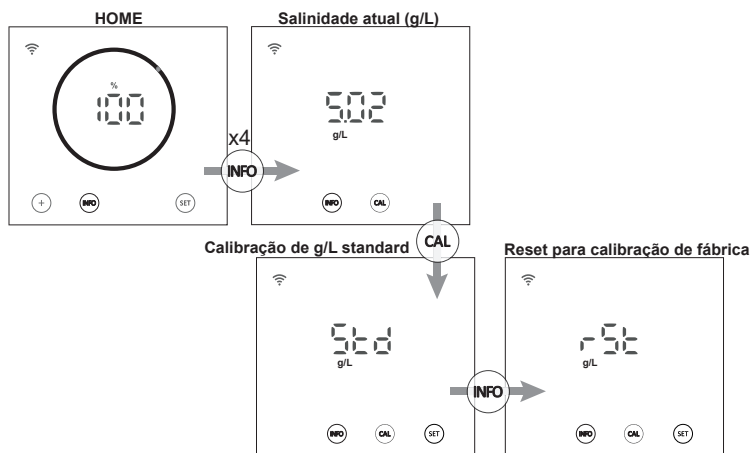 HOME
%
100
+
INFO
SET
x4
INFO
Salinidade atual (g/L)
5.02
g/L
INFO
CAL
CAL
Calibração de g/L standard
Std
g/L
INFO
CAL
SET
INFO
Reset para calibração de fábrica
rSt
g/L
INFO
CAL
SET